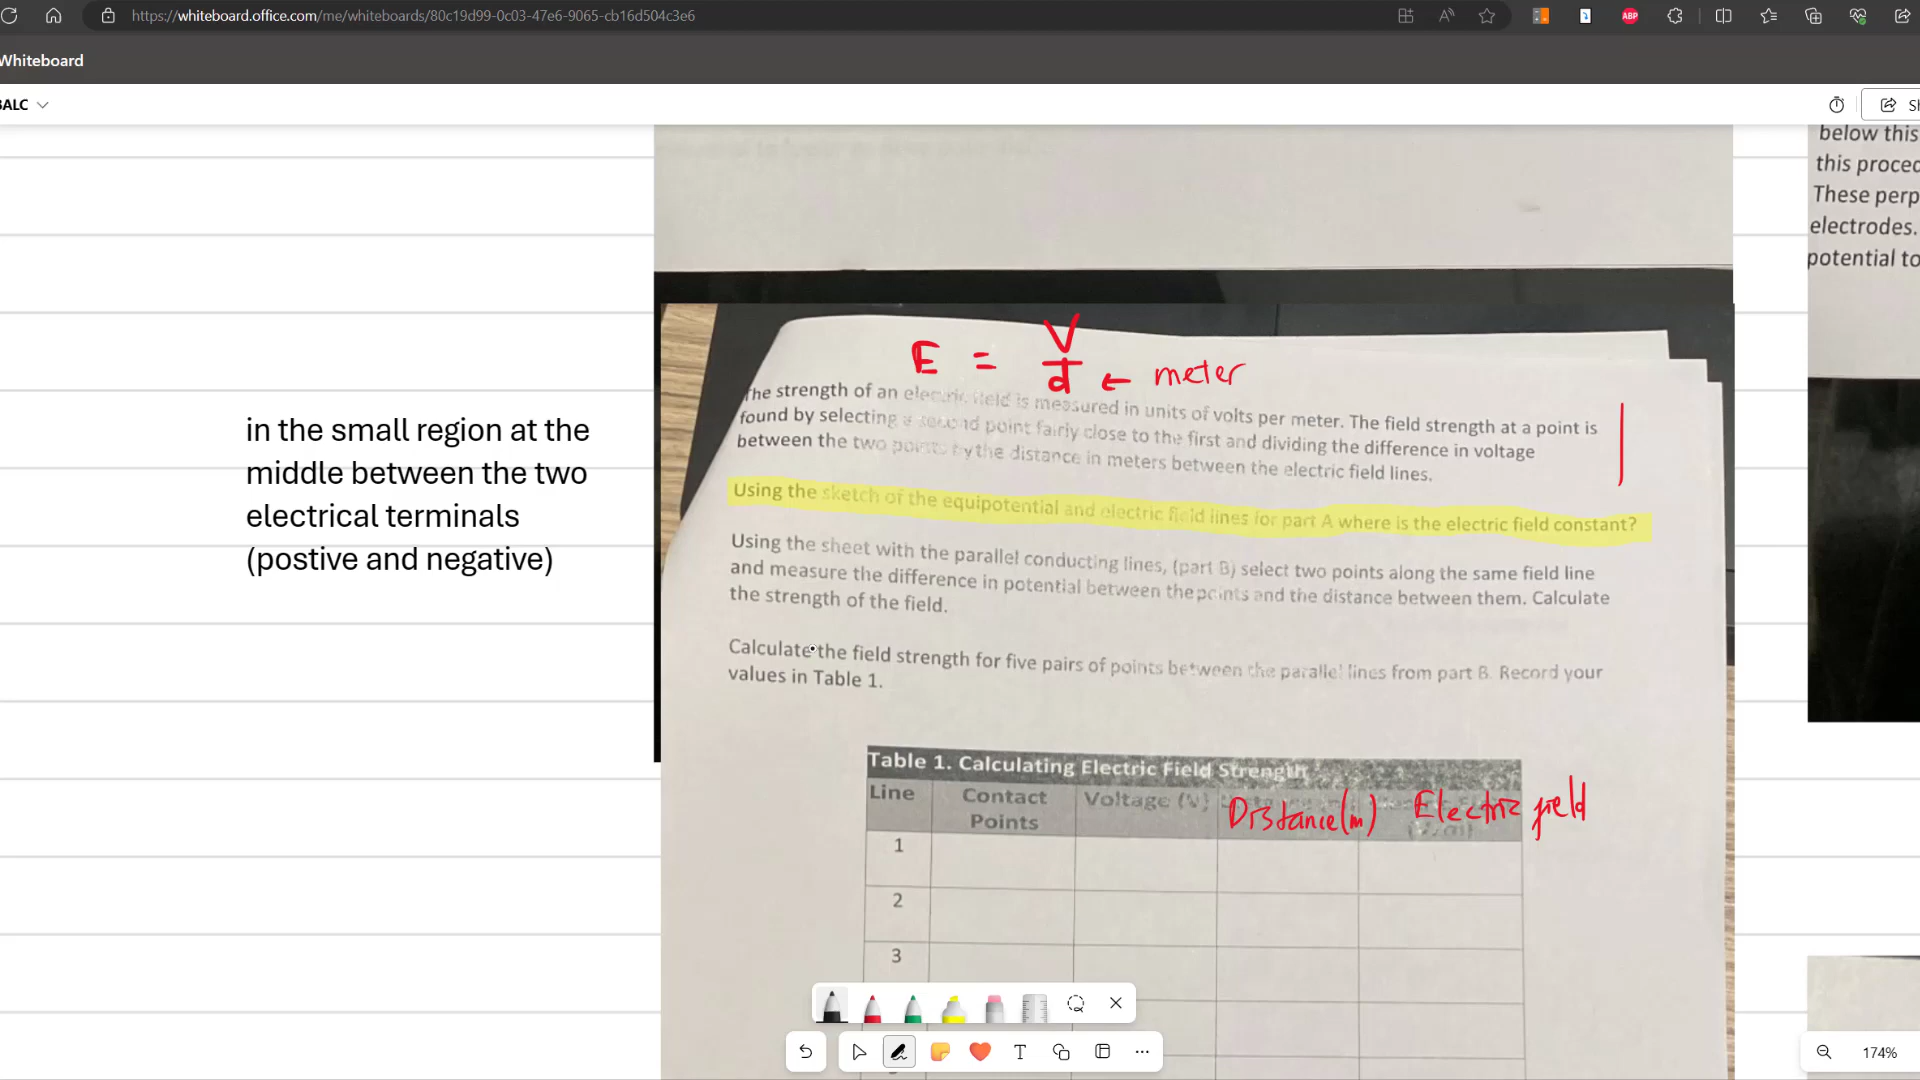 https://whiteboard.office.com/me/whiteboards/80c19d99-0c03-47e6-9065-cb16d504c3e6
ABP
Whiteboard
BALC
Sh
below this
this proced
These perp
electrodes.
potential to
in the small region at the
middle between the two
electrical terminals
(postive and negative)
E = V
d ← meter
The strength of an electric field is measured in units of volts per meter. The field strength at a point is
found by selecting a second point fairly close to the first and dividing the difference in voltage
between the two points by the distance in meters between the electric field lines.
Using the sketch of the equipotential and electric field lines for part A where is the electric field constant?
Using the sheet with the parallel conducting lines, (part B) select two points along the same field line
and measure the difference in potential between the points and the distance between them. Calculate
the strength of the field.
Calculate the field strength for five pairs of points between the parallel lines from part B. Record your
values in Table 1.
Table 1. Calculating Electric Field Strength
Line Contact Points Voltage (V) Distance (m) Electric field
1
2
3
174%